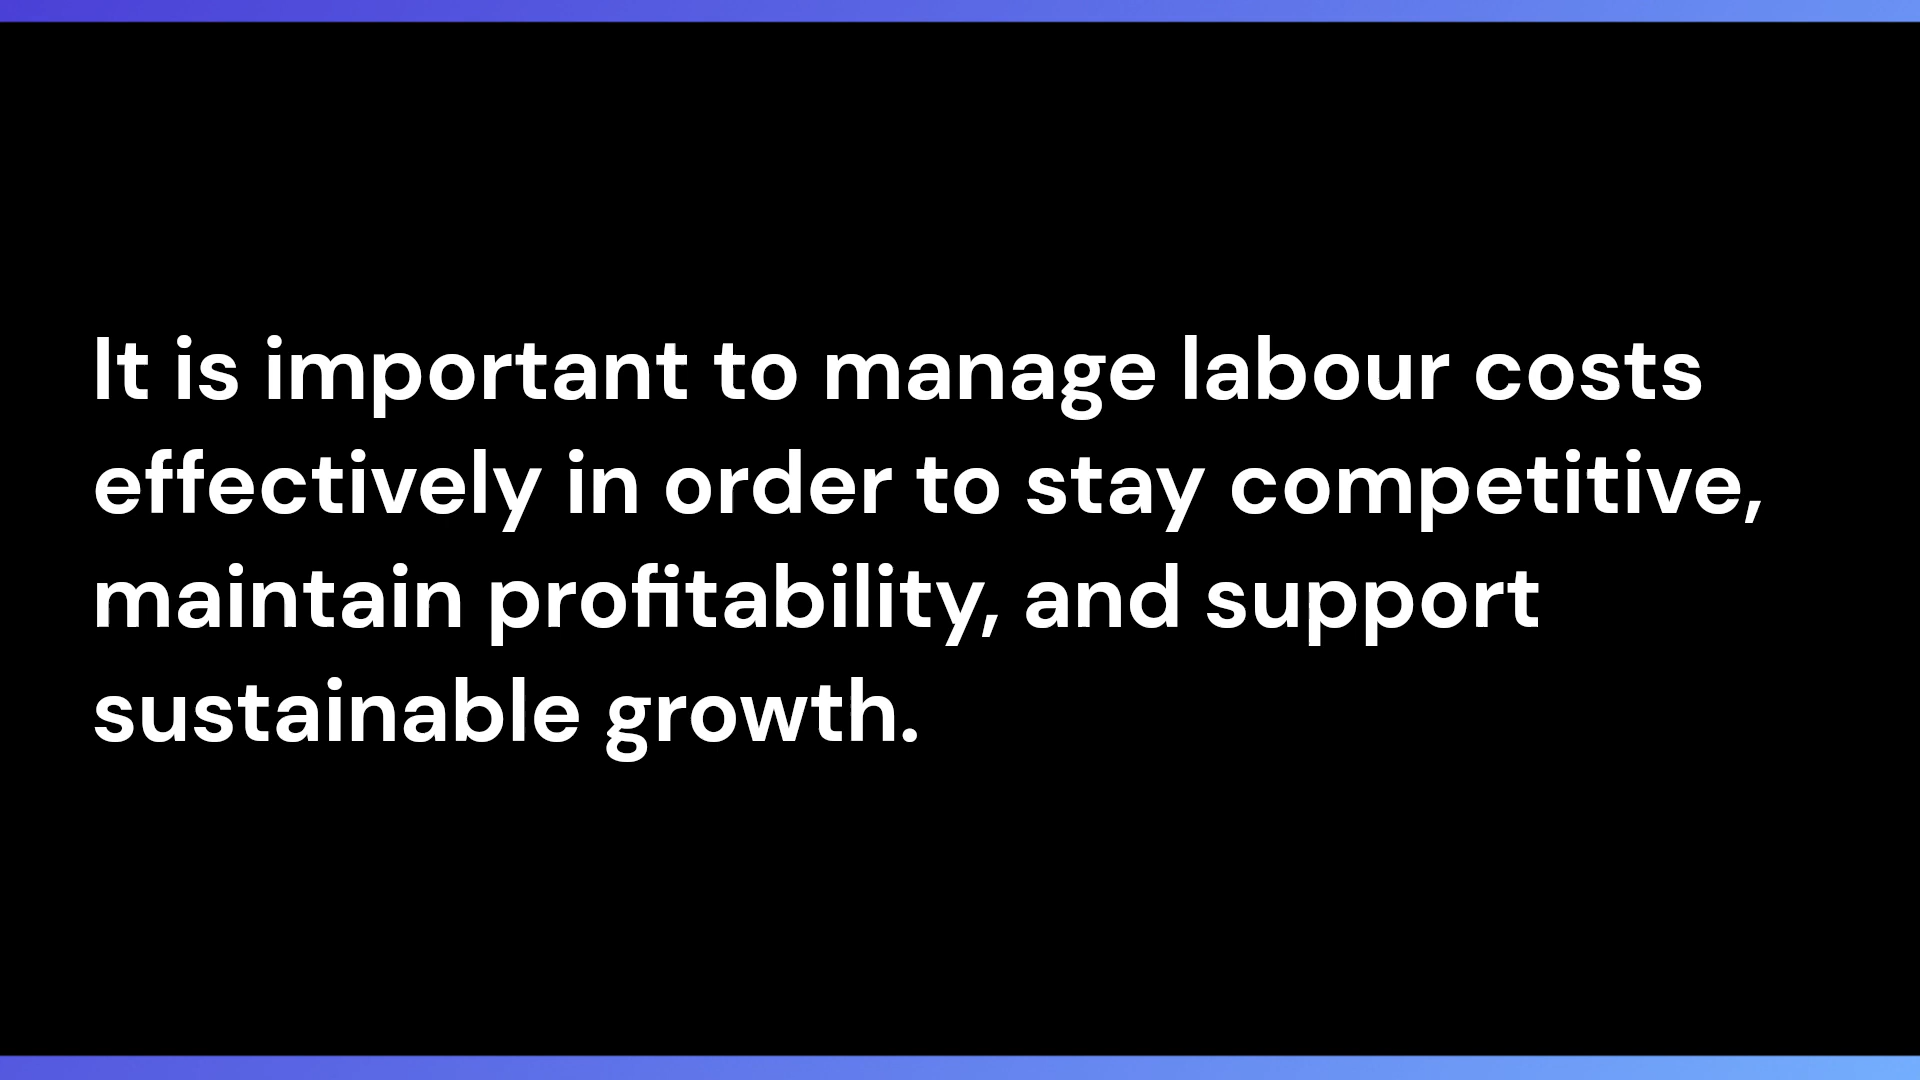 It is important to manage labour costs
effectively in order to stay competitive,
maintain profitability, and support
sustainable growth.